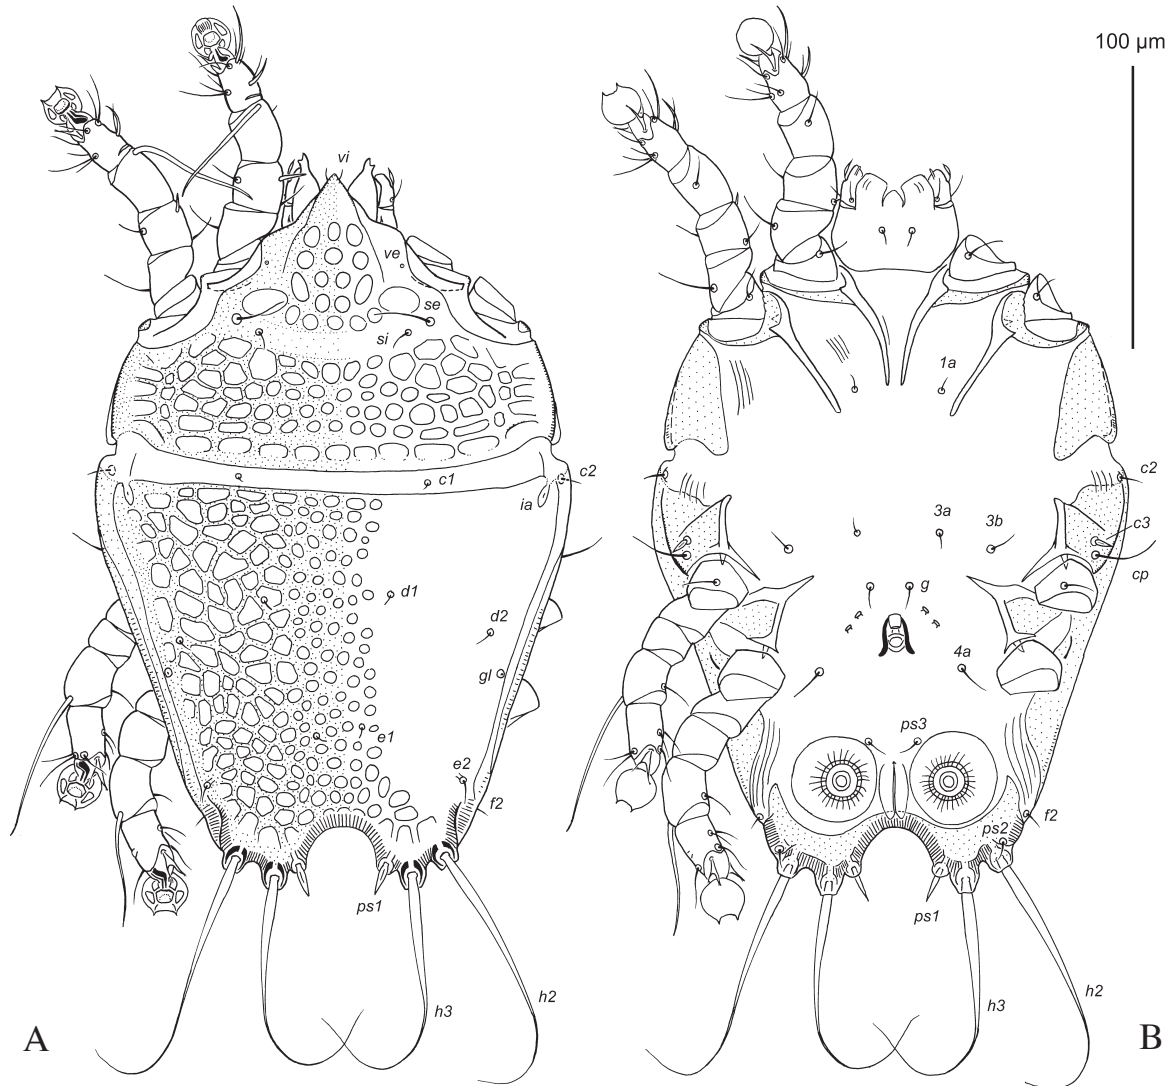 100 µm
vi
ve
se
si
c1
c2
ia
d1
d2
gl
e1
e2
f2
ps1
h3
h2
A
1a
c2
3a
3b
c3
cp
g
4a
ps3
f2
ps2
ps1
h3
h2
B